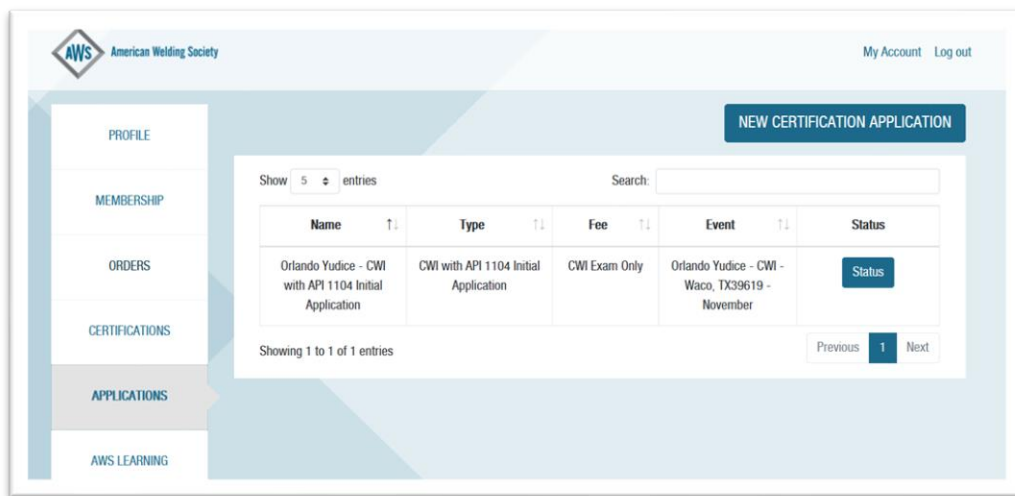 AWS American Welding Society
My Account Log out
NEW CERTIFICATION APPLICATION
PROFILE
MEMBERSHIP
ORDERS
CERTIFICATIONS
APPLICATIONS
AWS LEARNING
Show 5 entries
Search:
Name Type Fee Event Status
Orlando Yudice - CWI CWI with API 1104 Initial CWI Exam Only Orlando Yudice - CWI - Status
with API 1104 Initial Application Waco, TX39619 -
Application November
Showing 1 to 1 of 1 entries
Previous 1 Next